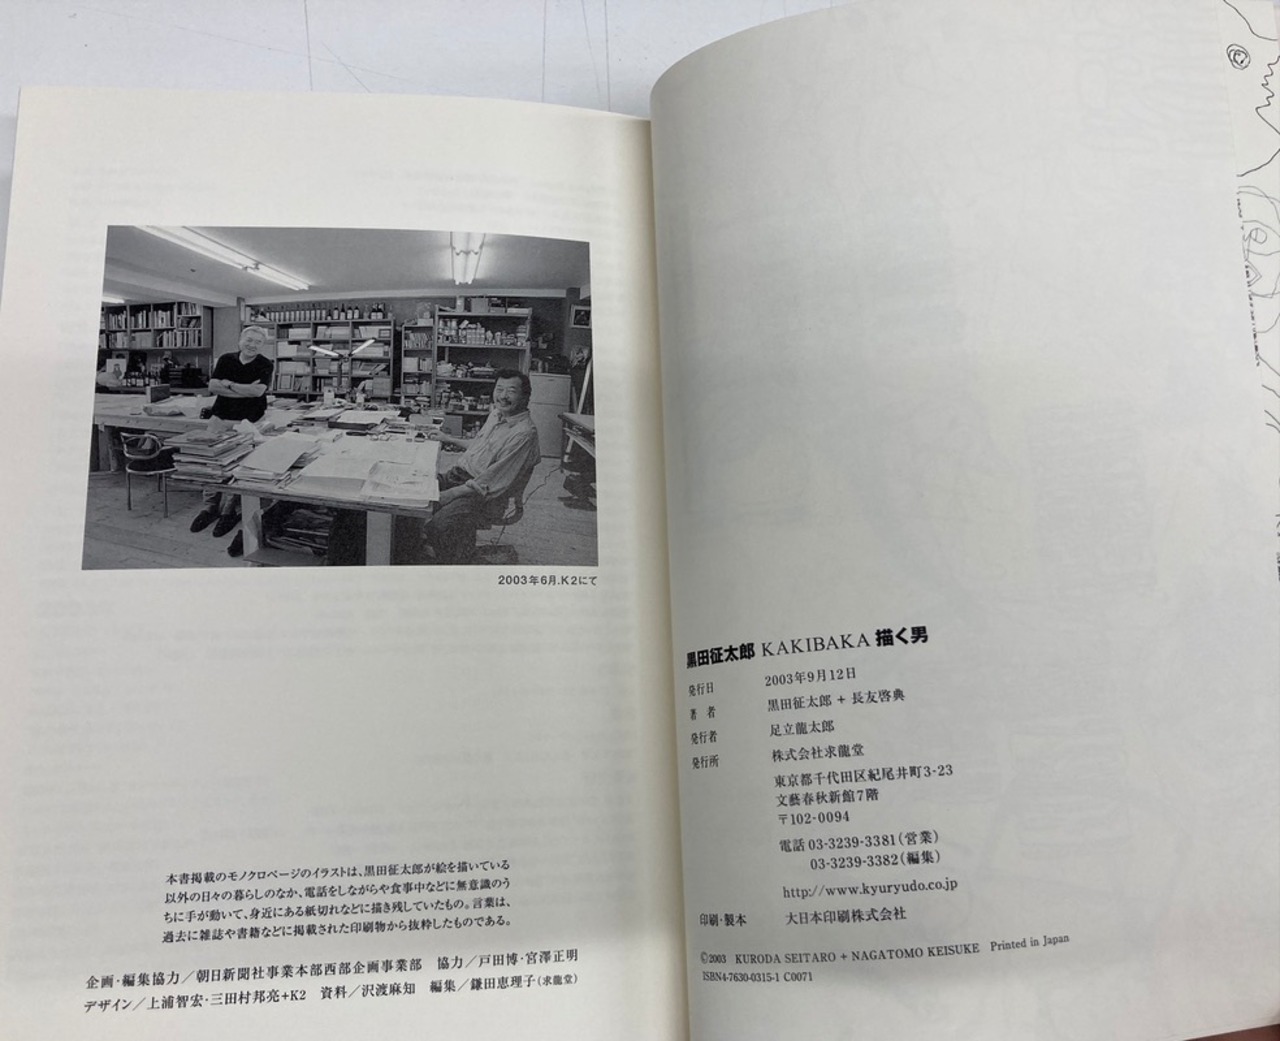 2003年6月.K2にて
本書掲載のモノクロページのイラストは、黒田征太郎が絵を描いている
以外の日々の暮らしのなか、電話をしながらや食事中などに無意識のう
ちに手が動いて、身近にある紙切れなどに描き残していたもの。言葉は、
過去に雑誌や書籍などに掲載された印刷物から抜粋したものである。
企画・編集協力／朝日新聞社事業本部西部企画事業部　協力／戸田博・宮澤正明
デザイン／上浦智宏・三田村邦亮+K2　資料／沢渡麻知　編集／鎌田恵理子(求龍堂)
黒田征太郎 KAKIBAKA 描く男
発行日　2003年9月12日
著　者　黒田征太郎 + 長友啓典
発行者　足立龍太郎
発行所　株式会社求龍堂
東京都千代田区紀尾井町3-23
文藝春秋新館7階
〒102-0094
電話 03-3239-3381(営業)
03-3239-3382(編集)
http://www.kyuryudo.co.jp
印刷・製本　大日本印刷株式会社
©2003 KURODA SEITARO + NAGATOMO KEISUKE Printed in Japan
ISBN4-7630-0315-1 C0071